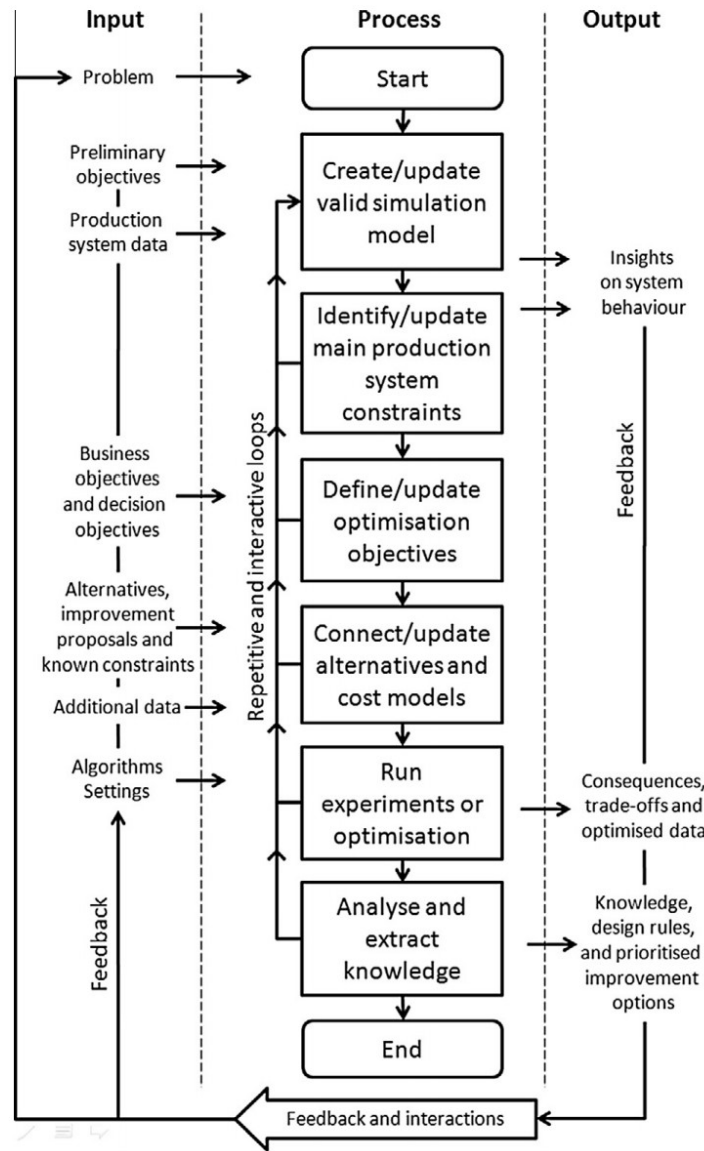 Input
Process
Output
Problem
Start
Preliminary
objectives
Production
system data
Create/update
valid simulation
model
Insights
on system
behaviour
Identify/update
main production
system
constraints
Business
objectives
and decision
objectives
Define/update
optimisation
objectives
Repetitive and interactive loops
Feedback
Alternatives,
improvement
proposals and
known constraints
Connect/update
alternatives and
cost models
Additional data
Algorithms
Settings
Run
experiments or
optimisation
Consequences,
trade-offs and
optimised data
Feedback
Analyse and
extract
knowledge
Knowledge,
design rules,
and prioritised
improvement
options
End
Feedback and interactions